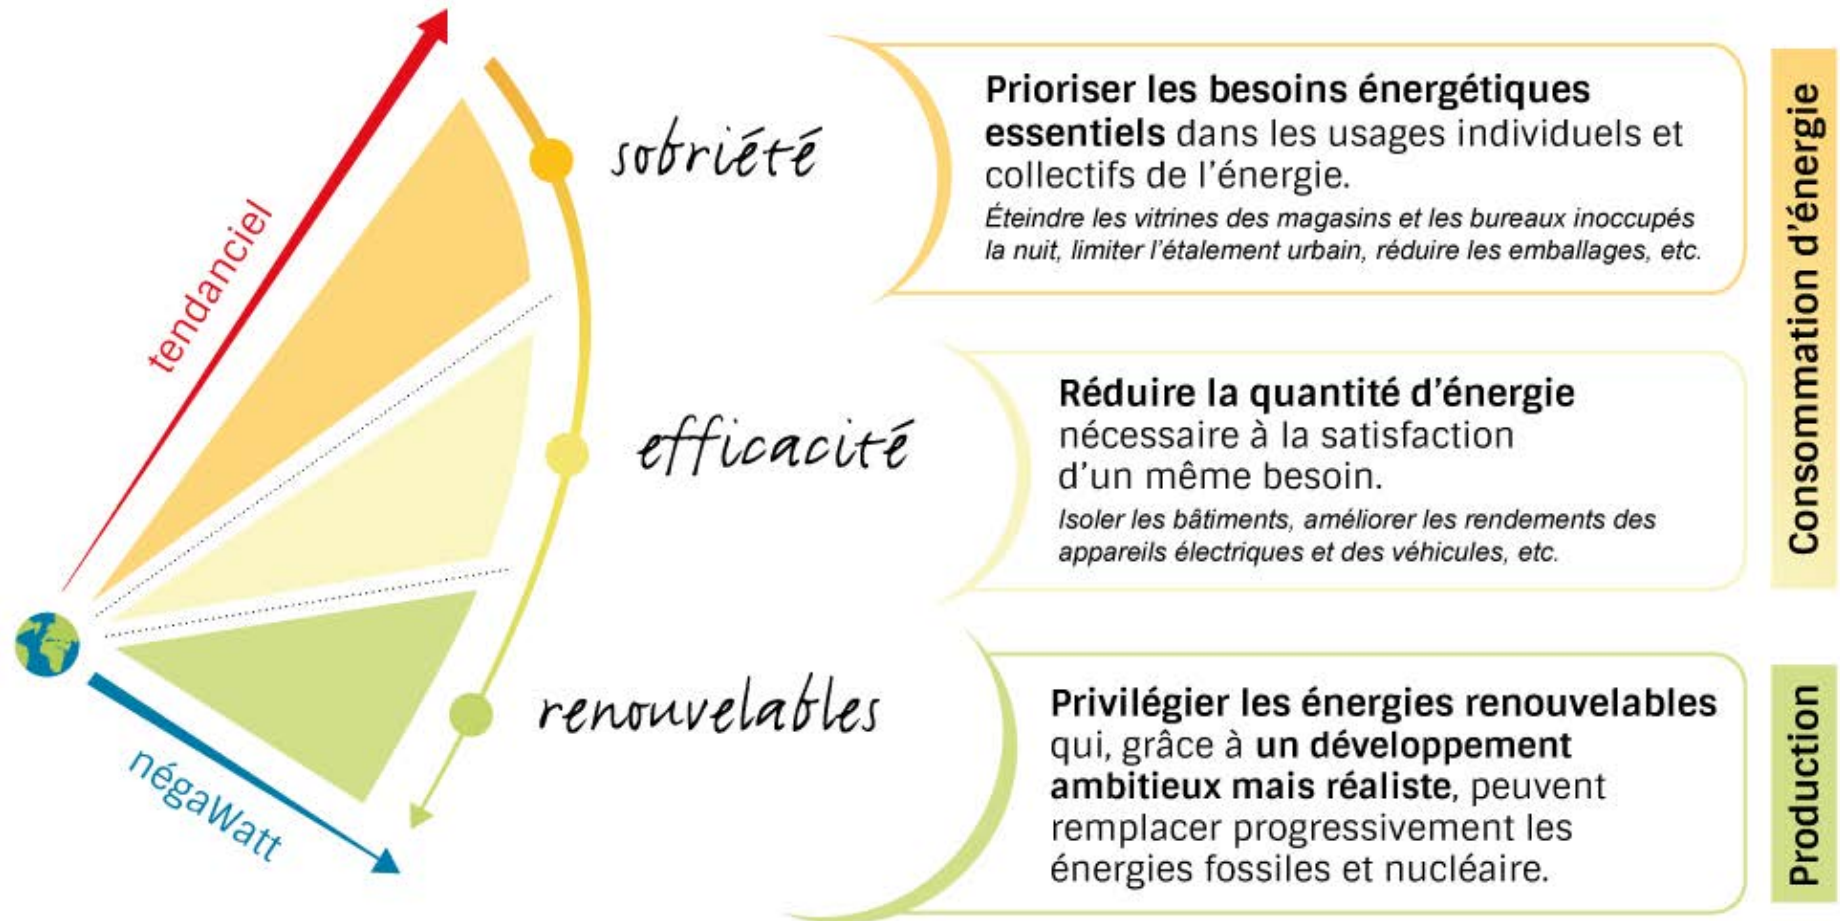 tendanciel
négaWatt
sobriété
Prioriser les besoins énergétiques
essentiels dans les usages individuels et
collectifs de l'énergie.
Éteindre les vitrines des magasins et les bureaux inoccupés
la nuit, limiter l'étalement urbain, réduire les emballages, etc.
efficacité
Réduire la quantité d'énergie
nécessaire à la satisfaction
d'un même besoin.
Isoler les bâtiments, améliorer les rendements des
appareils électriques et des véhicules, etc.
Consommation d'énergie
renouvelables
Privilégier les énergies renouvelables
qui, grâce à un développement
ambitieux mais réaliste, peuvent
remplacer progressivement les
énergies fossiles et nucléaire.
Production